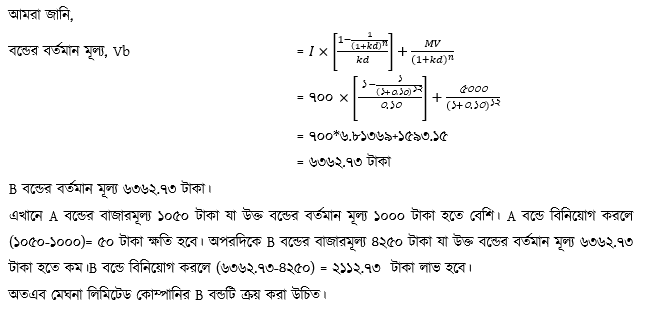 আমরা জানি,
বন্ডের বর্তমান মূল্য, Vb = I × [(1 − 1/(1+kd)^n)/kd] + MV/(1+kd)^n
= ৭০০ × [(১ − ১/(১+০.১০)^১২)/০.১০] + ৫০০০/(১+০.১০)^১২
= ৭০০*৬.৮১৩৬৯+১৫৯৩.১৫
= ৬৩৬২.৭৩ টাকা
B বন্ডের বর্তমান মূল্য ৬৩৬২.৭৩ টাকা।
এখানে A বন্ডের বাজারমূল্য ১০৫০ টাকা যা উক্ত বন্ডের বর্তমান মূল্য ১০০০ টাকা হতে বেশি। A বন্ডে বিনিয়োগ করলে
(১০৫০-১০০০)= ৫০ টাকা ক্ষতি হবে। অপরদিকে B বন্ডের বাজারমূল্য ৪২৫০ টাকা যা উক্ত বন্ডের বর্তমান মূল্য ৬৩৬২.৭৩
টাকা হতে কম।B বন্ডে বিনিয়োগ করলে (৬৩৬২.৭৩-৪২৫০) = ২১১২.৭৩ টাকা লাভ হবে।
অতএব মেঘনা লিমিটেড কোম্পানির B বন্ডটি ক্রয় করা উচিত।